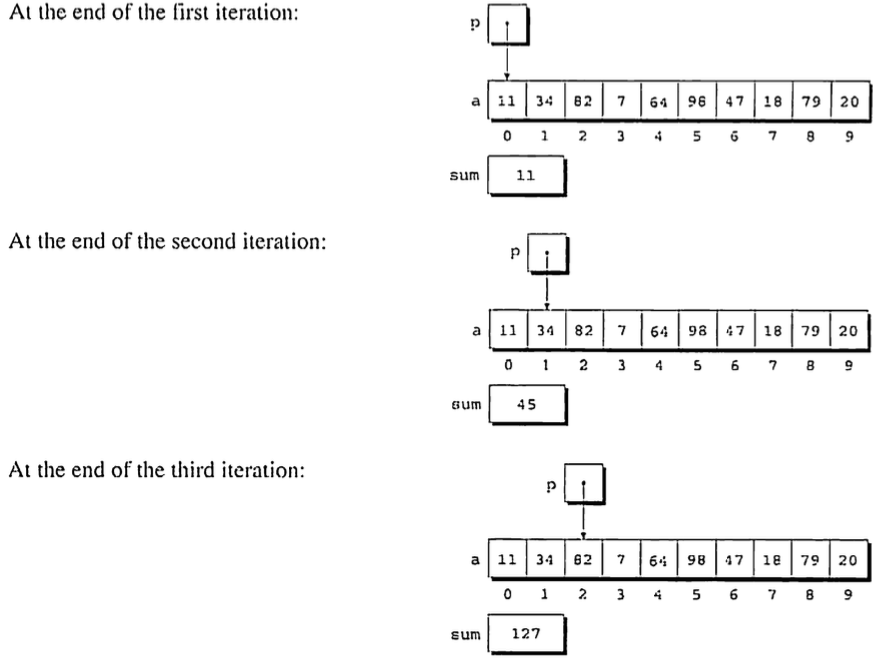 At the end of the first iteration:
p
a 11 34 82 7 64 98 47 18 79 20
0 1 2 3 4 5 6 7 8 9
sum 11
At the end of the second iteration:
p
a 11 34 82 7 64 98 47 18 79 20
0 1 2 3 4 5 6 7 8 9
sum 45
At the end of the third iteration:
p
a 11 34 82 7 64 98 47 18 79 20
0 1 2 3 4 5 6 7 8 9
sum 127